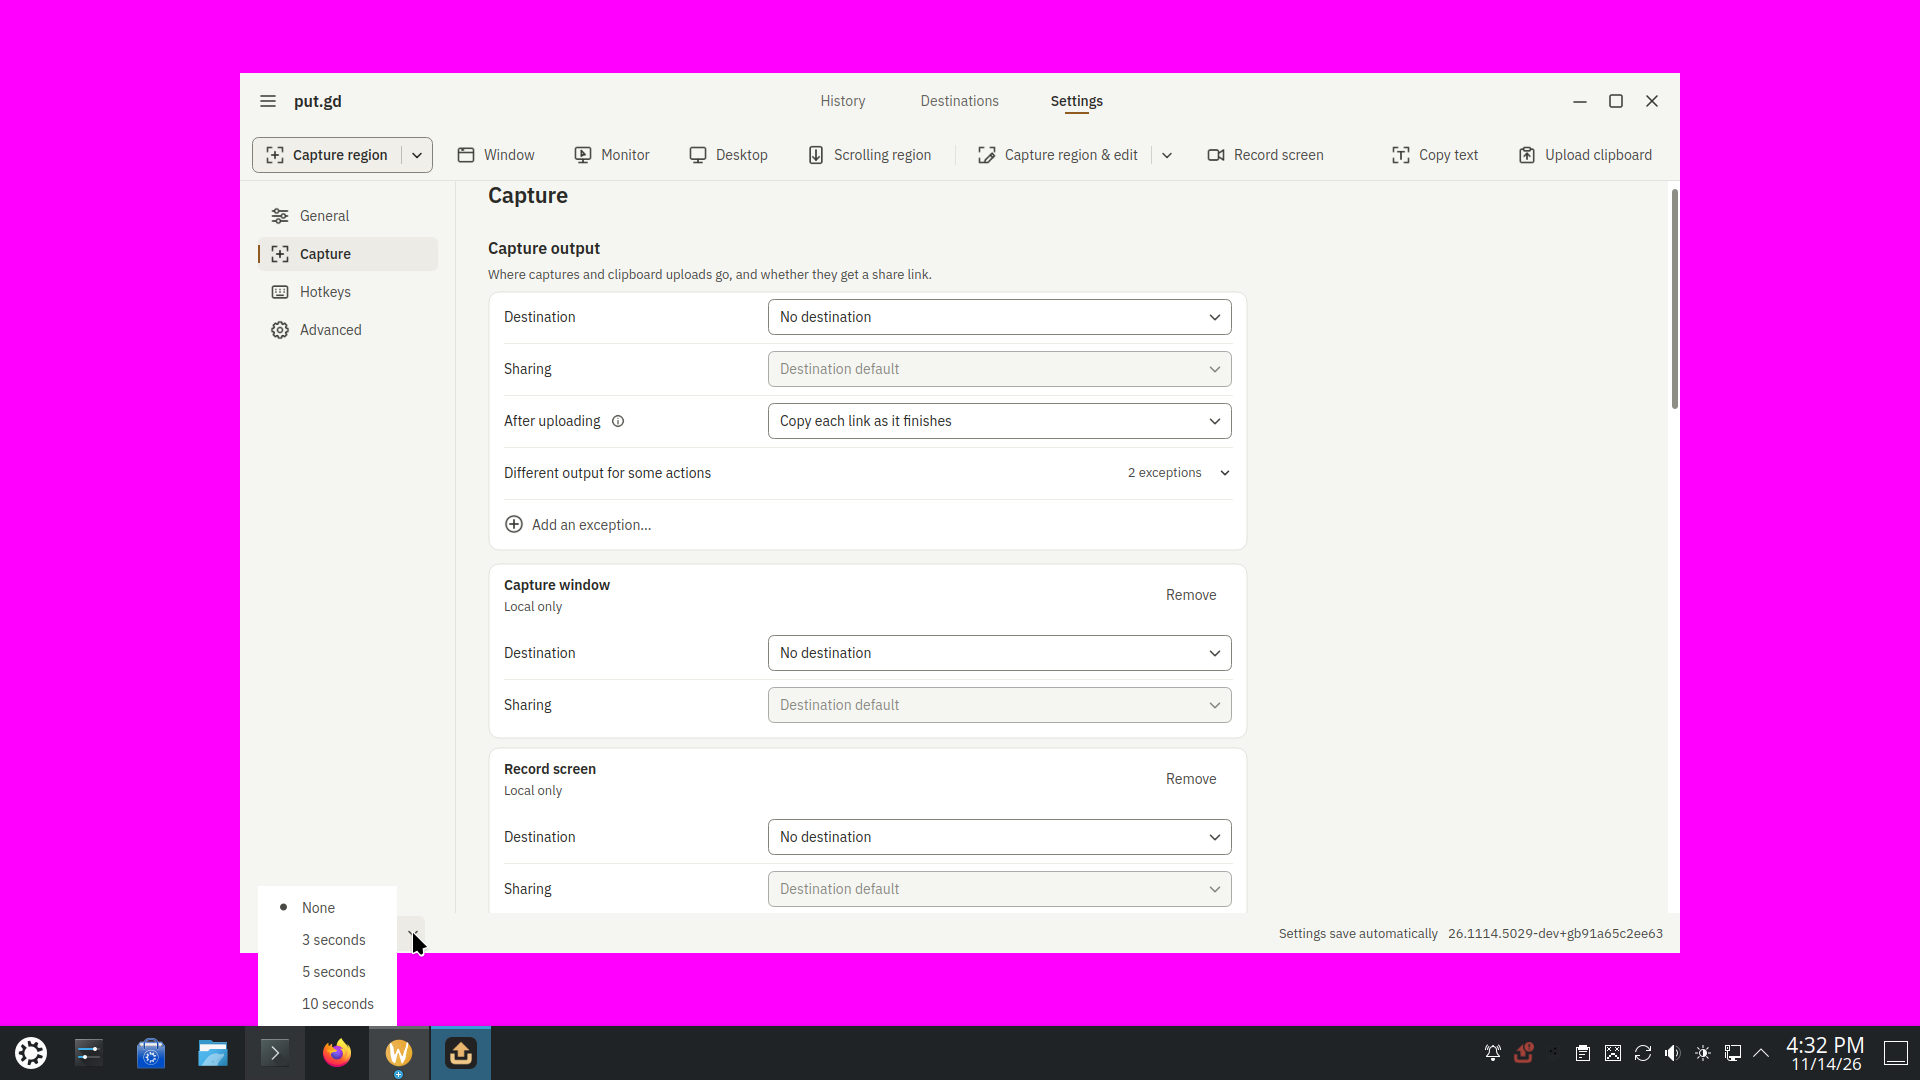 put.gd
History
Destinations
Settings
Capture region
Window
Monitor
Desktop
Scrolling region
Capture region & edit
Record screen
Copy text
Upload clipboard
General
Capture
Hotkeys
Advanced
Capture
Capture output
Where captures and clipboard uploads go, and whether they get a share link.
Destination
No destination
Sharing
Destination default
After uploading
Copy each link as it finishes
Different output for some actions
2 exceptions
Add an exception...
Capture window
Local only
Remove
Destination
No destination
Sharing
Destination default
Record screen
Local only
Remove
Destination
No destination
Sharing
Destination default
None
3 seconds
5 seconds
10 seconds
Settings save automatically
26.1114.5029-dev+gb91a65c2ee63
4:32 PM
11/14/26